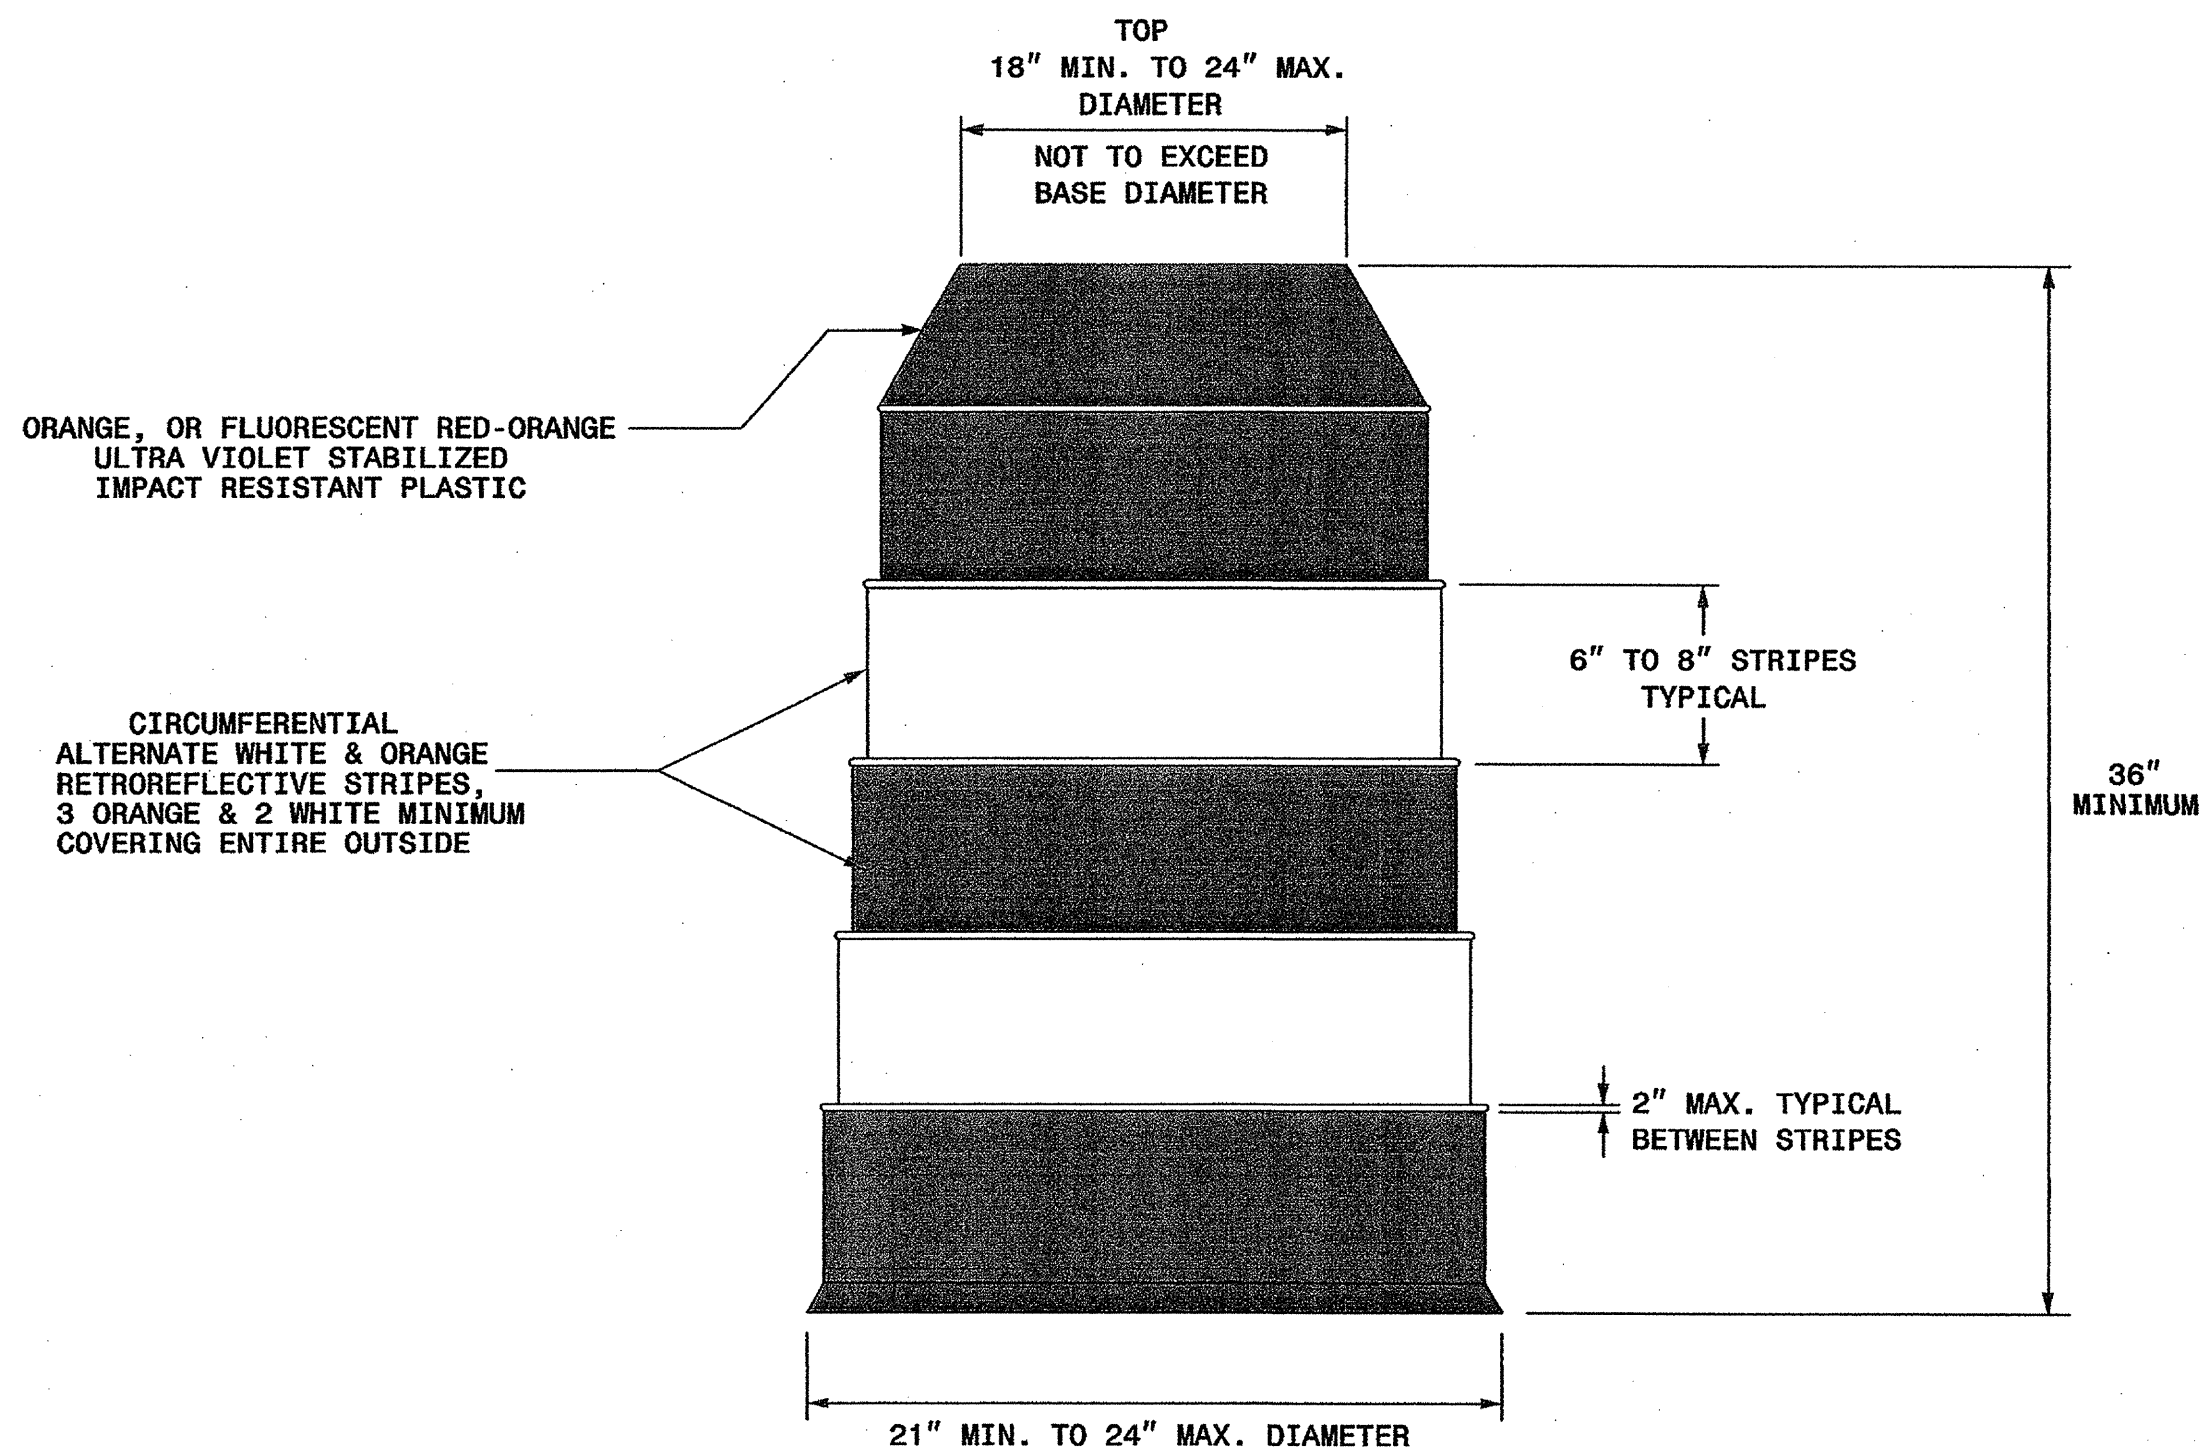 TOP
18" MIN. TO 24" MAX.
DIAMETER
NOT TO EXCEED
BASE DIAMETER
ORANGE, OR FLUORESCENT RED-ORANGE
ULTRA VIOLET STABILIZED
IMPACT RESISTANT PLASTIC
6" TO 8" STRIPES
TYPICAL
CIRCUMFERENTIAL
ALTERNATE WHITE & ORANGE
RETROREFLECTIVE STRIPES,
3 ORANGE & 2 WHITE MINIMUM
COVERING ENTIRE OUTSIDE
36"
MINIMUM
2" MAX. TYPICAL
BETWEEN STRIPES
21" MIN. TO 24" MAX. DIAMETER